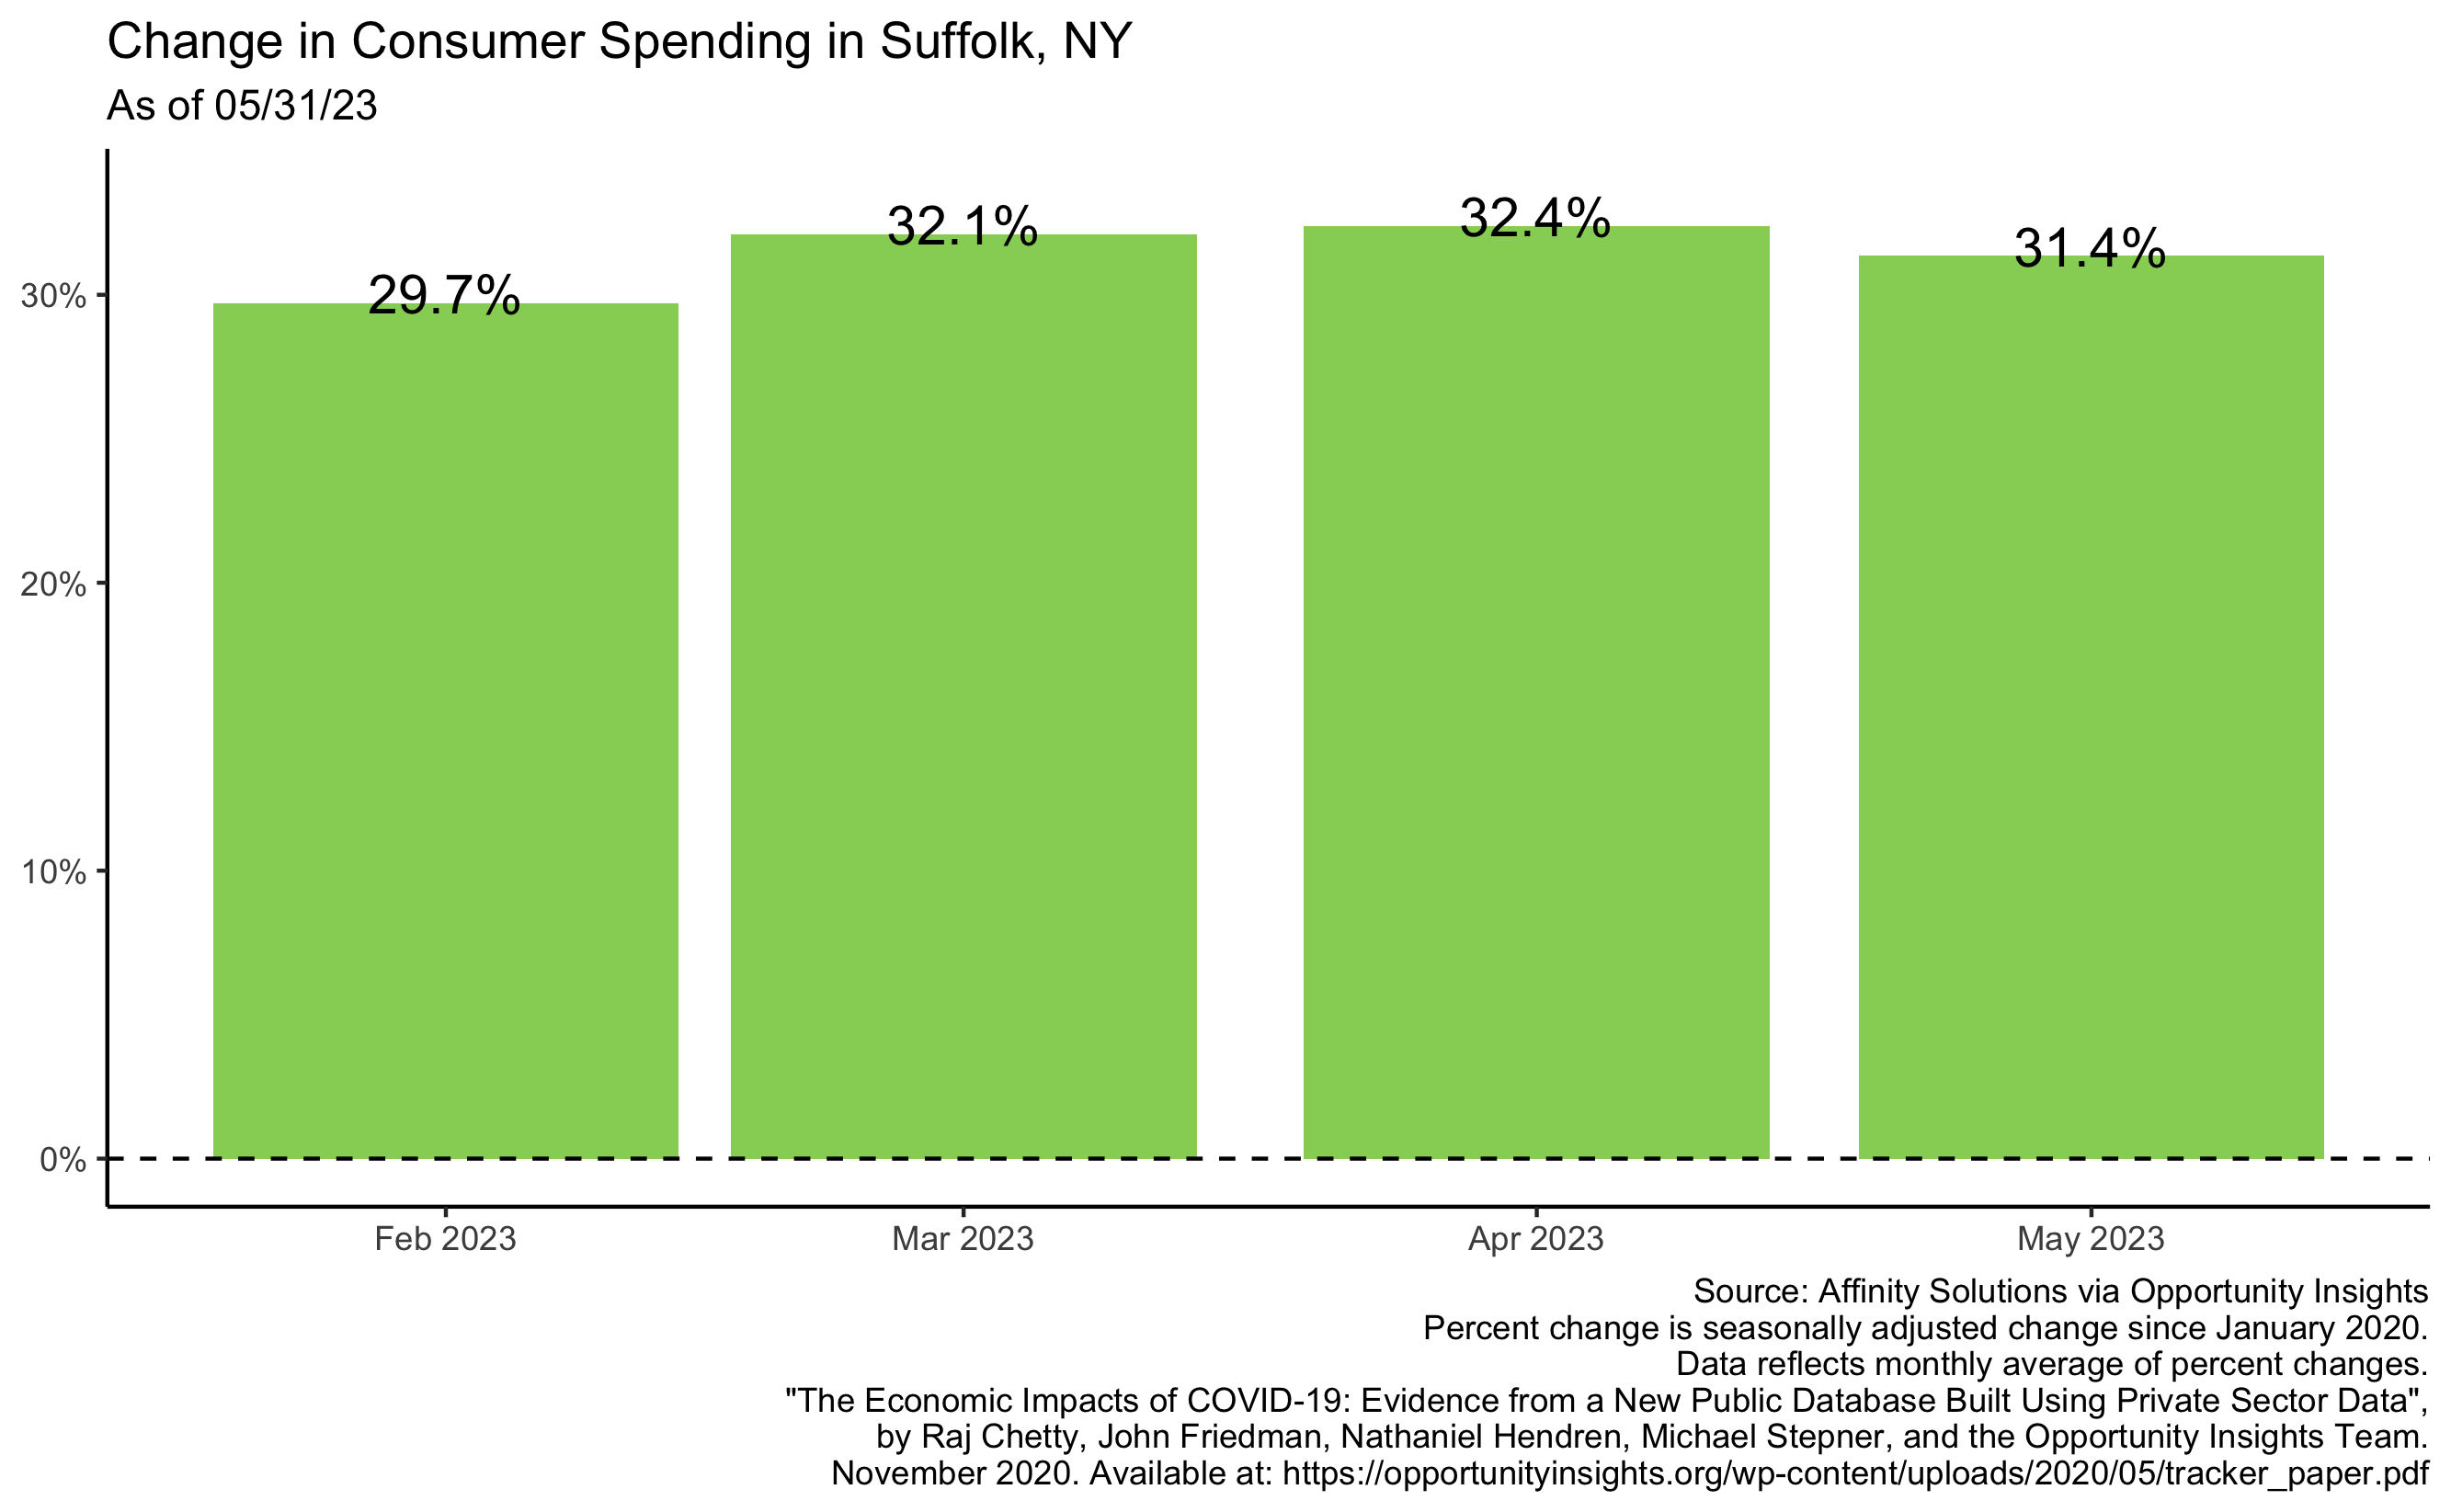 Change in Consumer Spending in Suffolk, NY
As of 05/31/23
29.7%
32.1%
32.4%
31.4%
30%
20%
10%
0%
Feb 2023
Mar 2023
Apr 2023
May 2023
Source: Affinity Solutions via Opportunity Insights
Percent change is seasonally adjusted change since January 2020.
Data reflects monthly average of percent changes.
"The Economic Impacts of COVID-19: Evidence from a New Public Database Built Using Private Sector Data",
by Raj Chetty, John Friedman, Nathaniel Hendren, Michael Stepner, and the Opportunity Insights Team.
November 2020. Available at: https://opportunityinsights.org/wp-content/uploads/2020/05/tracker_paper.pdf